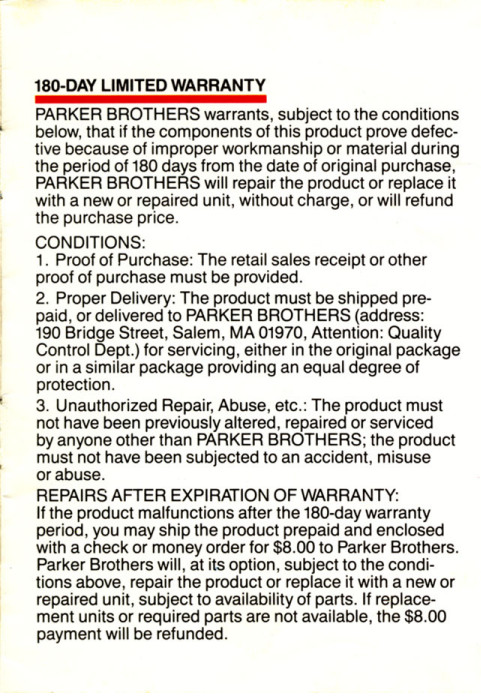 180-DAY LIMITED WARRANTY
PARKER BROTHERS warrants, subject to the conditions
below, that if the components of this product prove defec-
tive because of improper workmanship or material during
the period of 180 days from the date of original purchase,
PARKER BROTHERS will repair the product or replace it
with a new or repaired unit, without charge, or will refund
the purchase price.
CONDITIONS:
1. Proof of Purchase: The retail sales receipt or other
proof of purchase must be provided.
2. Proper Delivery: The product must be shipped pre-
paid, or delivered to PARKER BROTHERS (address:
190 Bridge Street, Salem, MA 01970, Attention: Quality
Control Dept.) for servicing, either in the original package
or in a similar package providing an equal degree of
protection.
3. Unauthorized Repair, Abuse, etc.: The product must
not have been previously altered, repaired or serviced
by anyone other than PARKER BROTHERS; the product
must not have been subjected to an accident, misuse
or abuse.
REPAIRS AFTER EXPIRATION OF WARRANTY:
If the product malfunctions after the 180-day warranty
period, you may ship the product prepaid and enclosed
with a check or money order for $8.00 to Parker Brothers.
Parker Brothers will, at its option, subject to the condi-
tions above, repair the product or replace it with a new or
repaired unit, subject to availability of parts. If replace-
ment units or required parts are not available, the $8.00
payment will be refunded.